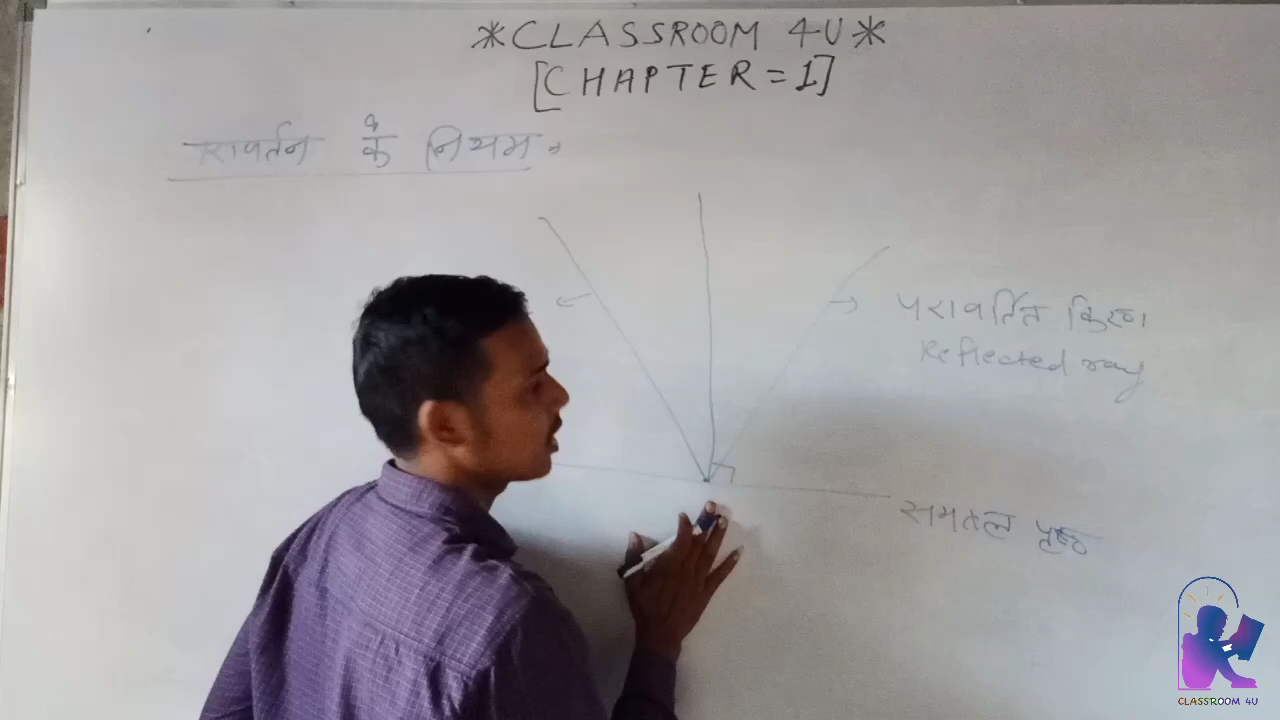 *CLASSROOM 4U*
[CHAPTER=1]
रावर्तन के नियम
परावर्तित किरण
Reflected ray
समतल पृष्ठ
CLASSROOM 4U